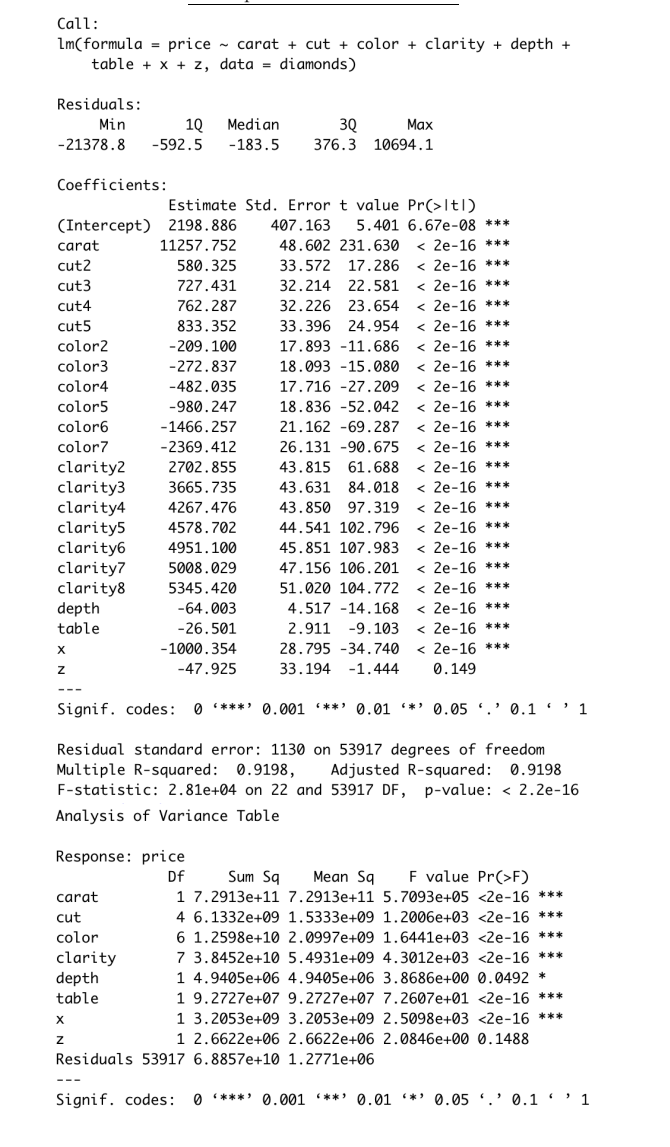 Call:
lm(formula = price ~ carat + cut + color + clarity + depth +
    table + x + z, data = diamonds)
Residuals:
     Min       1Q   Median       3Q      Max
-21378.8   -592.5   -183.5    376.3  10694.1
Coefficients:
             Estimate Std. Error t value Pr(>|t|)
(Intercept)  2198.886    407.163   5.401 6.67e-08 ***
carat       11257.752     48.602 231.630  < 2e-16 ***
cut2          580.325     33.572  17.286  < 2e-16 ***
cut3          727.431     32.214  22.581  < 2e-16 ***
cut4          762.287     32.226  23.654  < 2e-16 ***
cut5          833.352     33.396  24.954  < 2e-16 ***
color2       -209.100     17.893 -11.686  < 2e-16 ***
color3       -272.837     18.093 -15.080  < 2e-16 ***
color4       -482.035     17.716 -27.209  < 2e-16 ***
color5       -980.247     18.836 -52.042  < 2e-16 ***
color6      -1466.257     21.162 -69.287  < 2e-16 ***
color7      -2369.412     26.131 -90.675  < 2e-16 ***
clarity2     2702.855     43.815  61.688  < 2e-16 ***
clarity3     3665.735     43.631  84.018  < 2e-16 ***
clarity4     4267.476     43.850  97.319  < 2e-16 ***
clarity5     4578.702     44.541 102.796  < 2e-16 ***
clarity6     4951.100     45.851 107.983  < 2e-16 ***
clarity7     5008.029     47.156 106.201  < 2e-16 ***
clarity8     5345.420     51.020 104.772  < 2e-16 ***
depth         -64.003      4.517 -14.168  < 2e-16 ***
table         -26.501      2.911  -9.103  < 2e-16 ***
x           -1000.354     28.795 -34.740  < 2e-16 ***
z             -47.925     33.194  -1.444    0.149
---
Signif. codes:  0 ‘***’ 0.001 ‘**’ 0.01 ‘*’ 0.05 ‘.’ 0.1 ‘ ’ 1
Residual standard error: 1130 on 53917 degrees of freedom
Multiple R-squared:  0.9198,    Adjusted R-squared:  0.9198
F-statistic: 2.81e+04 on 22 and 53917 DF,  p-value: < 2.2e-16
Analysis of Variance Table
Response: price
             Df     Sum Sq    Mean Sq    F value Pr(>F)
carat         1 7.2913e+11 7.2913e+11 5.7093e+05 <2e-16 ***
cut           4 6.1332e+09 1.5333e+09 1.2006e+03 <2e-16 ***
color         6 1.2598e+10 2.0997e+09 1.6441e+03 <2e-16 ***
clarity       7 3.8452e+10 5.4931e+09 4.3012e+03 <2e-16 ***
depth         1 4.9405e+06 4.9405e+06 3.8686e+00 0.0492 *
table         1 9.2727e+07 9.2727e+07 7.2607e+01 <2e-16 ***
x             1 3.2053e+09 3.2053e+09 2.5098e+03 <2e-16 ***
z             1 2.6622e+06 2.6622e+06 2.0846e+00 0.1488
Residuals 53917 6.8857e+10 1.2771e+06
---
Signif. codes:  0 ‘***’ 0.001 ‘**’ 0.01 ‘*’ 0.05 ‘.’ 0.1 ‘ ’ 1